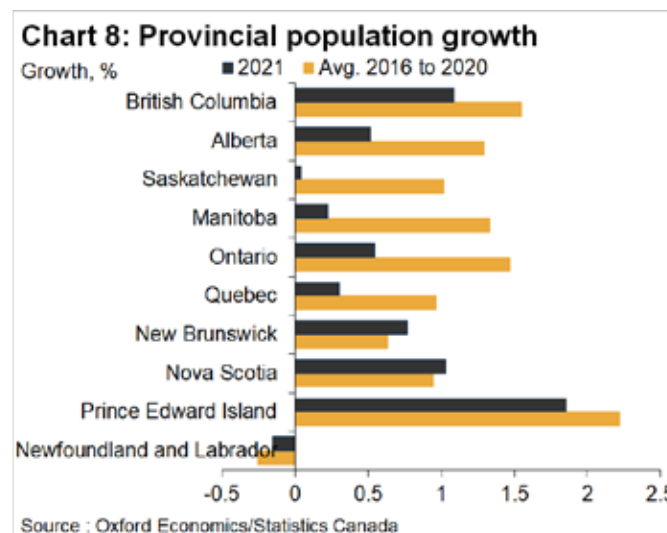 Chart 8: Provincial population growth
Growth, %
2021 Avg. 2016 to 2020
British Columbia
Alberta
Saskatchewan
Manitoba
Ontario
Quebec
New Brunswick
Nova Scotia
Prince Edward Island
Newfoundland and Labrador
-0.5 0 0.5 1 1.5 2 2.5
Source : Oxford Economics/Statistics Canada